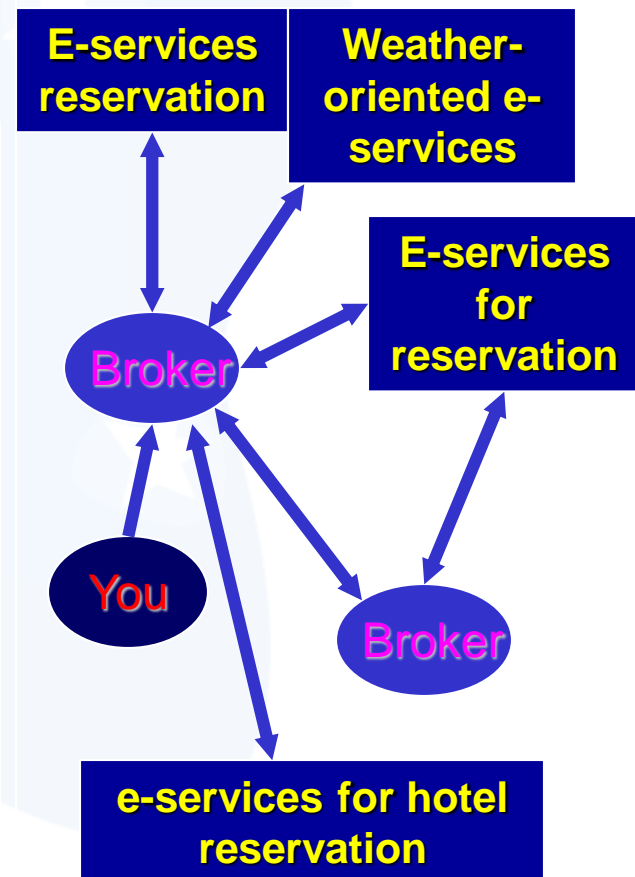 E-services
reservation
Weather-
oriented e-
services
E-services
for
reservation
Broker
You
Broker
e-services for hotel
reservation